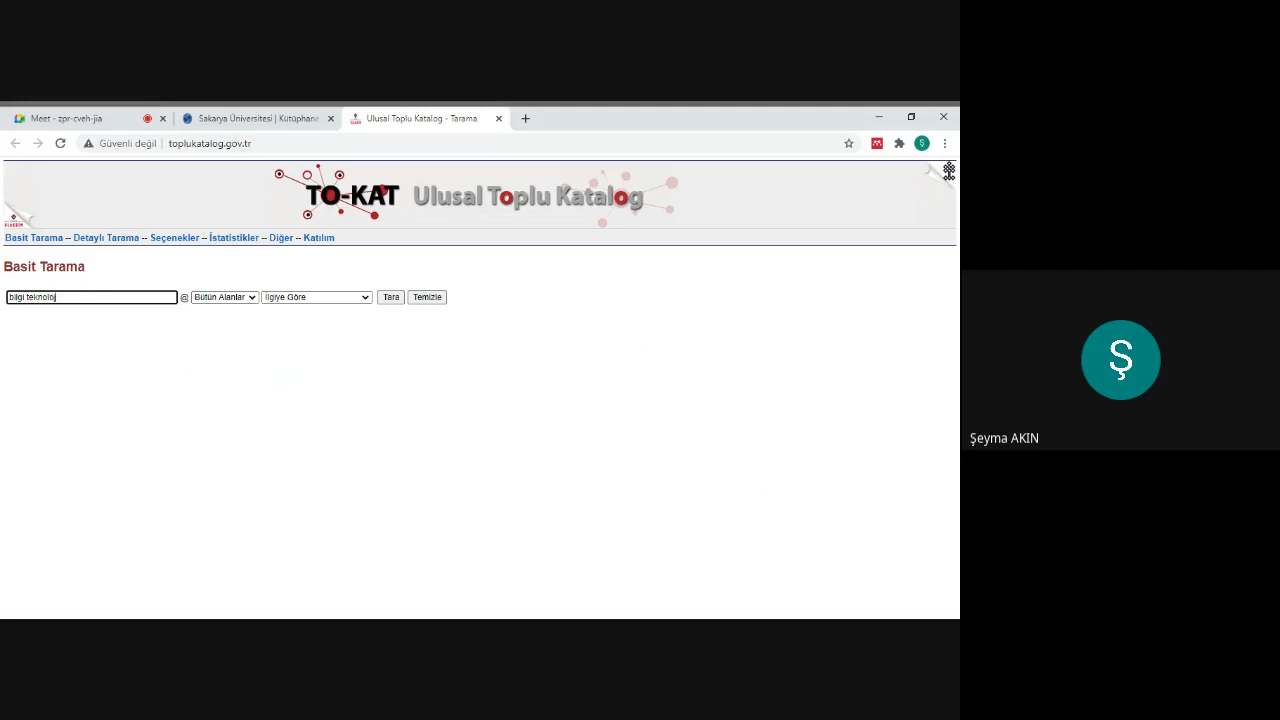 Meet - zpr-cveh-jia
Sakarya Üniversitesi | Kütüphane
Ulusal Toplu Katalog - Tarama
Güvenli değil
toplukatalog.gov.tr
Ş
TO-KAT Ulusal Toplu Katalog
Basit Tarama -- Detaylı Tarama -- Seçenekler -- İstatistikler -- Diğer -- Katılım
Basit Tarama
bilgi teknoloj @ Bütün Alanlar İlgiye Göre Tara Temizle
Ş
Şeyma AKIN